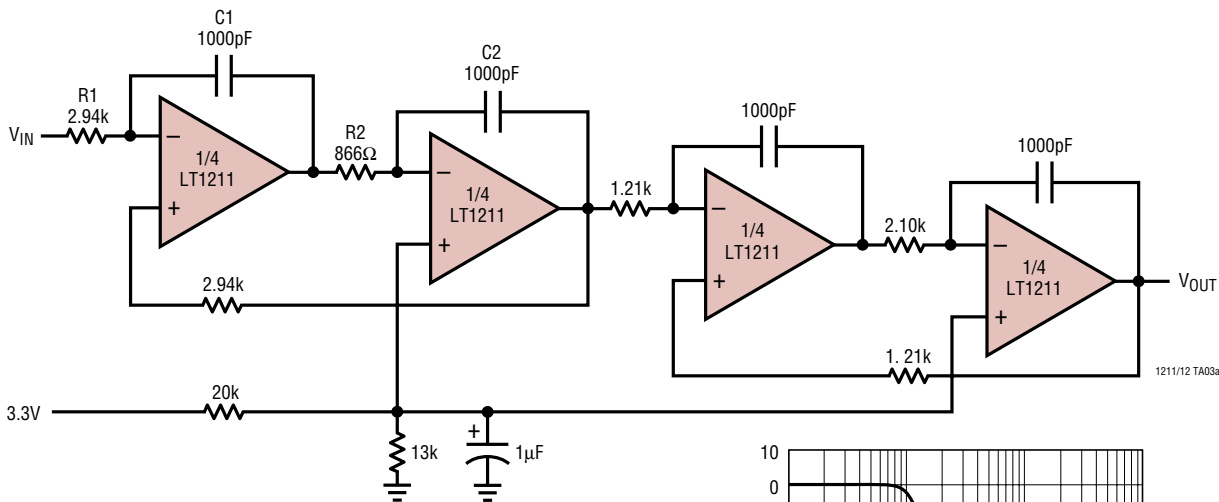 C1
1000pF
R1
2.94k
VIN
–
1/4
LT1211
+
R2
866Ω
C2
1000pF
–
1/4
LT1211
+
2.94k
1.21k
1000pF
–
1/4
LT1211
+
2.10k
1000pF
–
1/4
LT1211
+
VOUT
1. 21k
1211/12 TA03a
3.3V
20k
13k
+
1µF
10
0